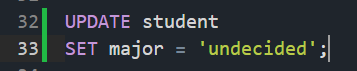 32 UPDATE student
33 SET major = 'undecided';